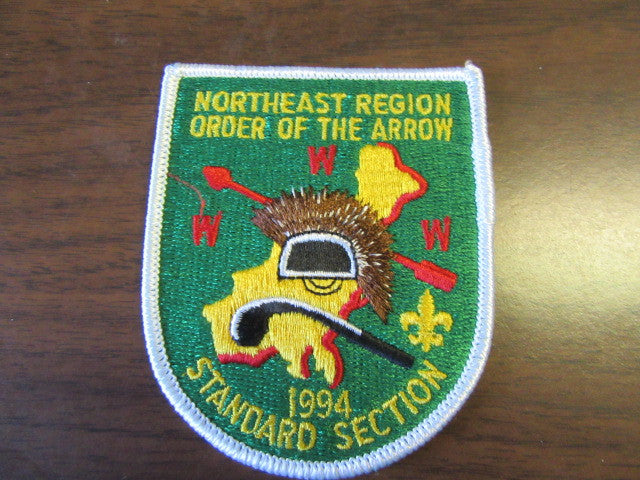 NORTHEAST REGION
ORDER OF THE ARROW
W
W W
1994
STANDARD SECTION